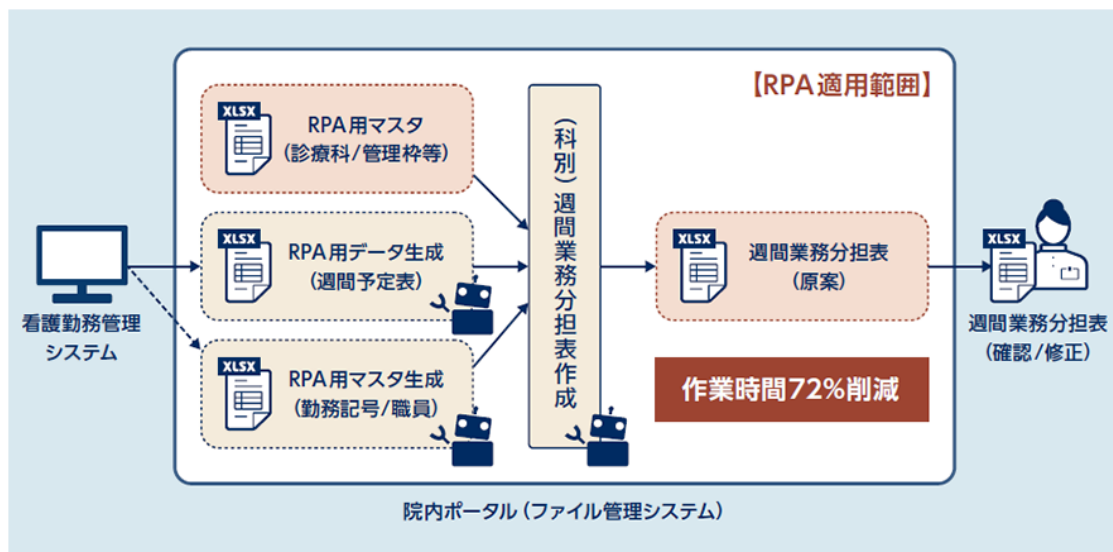 【RPA適用範囲】
XLSX
RPA用マスタ
(診療科/管理枠等)
XLSX
RPA用データ生成
(週間予定表)
XLSX
RPA用マスタ生成
(勤務記号/職員)
看護勤務管理
システム
(科別)週間業務分担表作成
XLSX
週間業務分担表
(原案)
作業時間72%削減
XLSX
週間業務分担表
(確認/修正)
院内ポータル(ファイル管理システム)